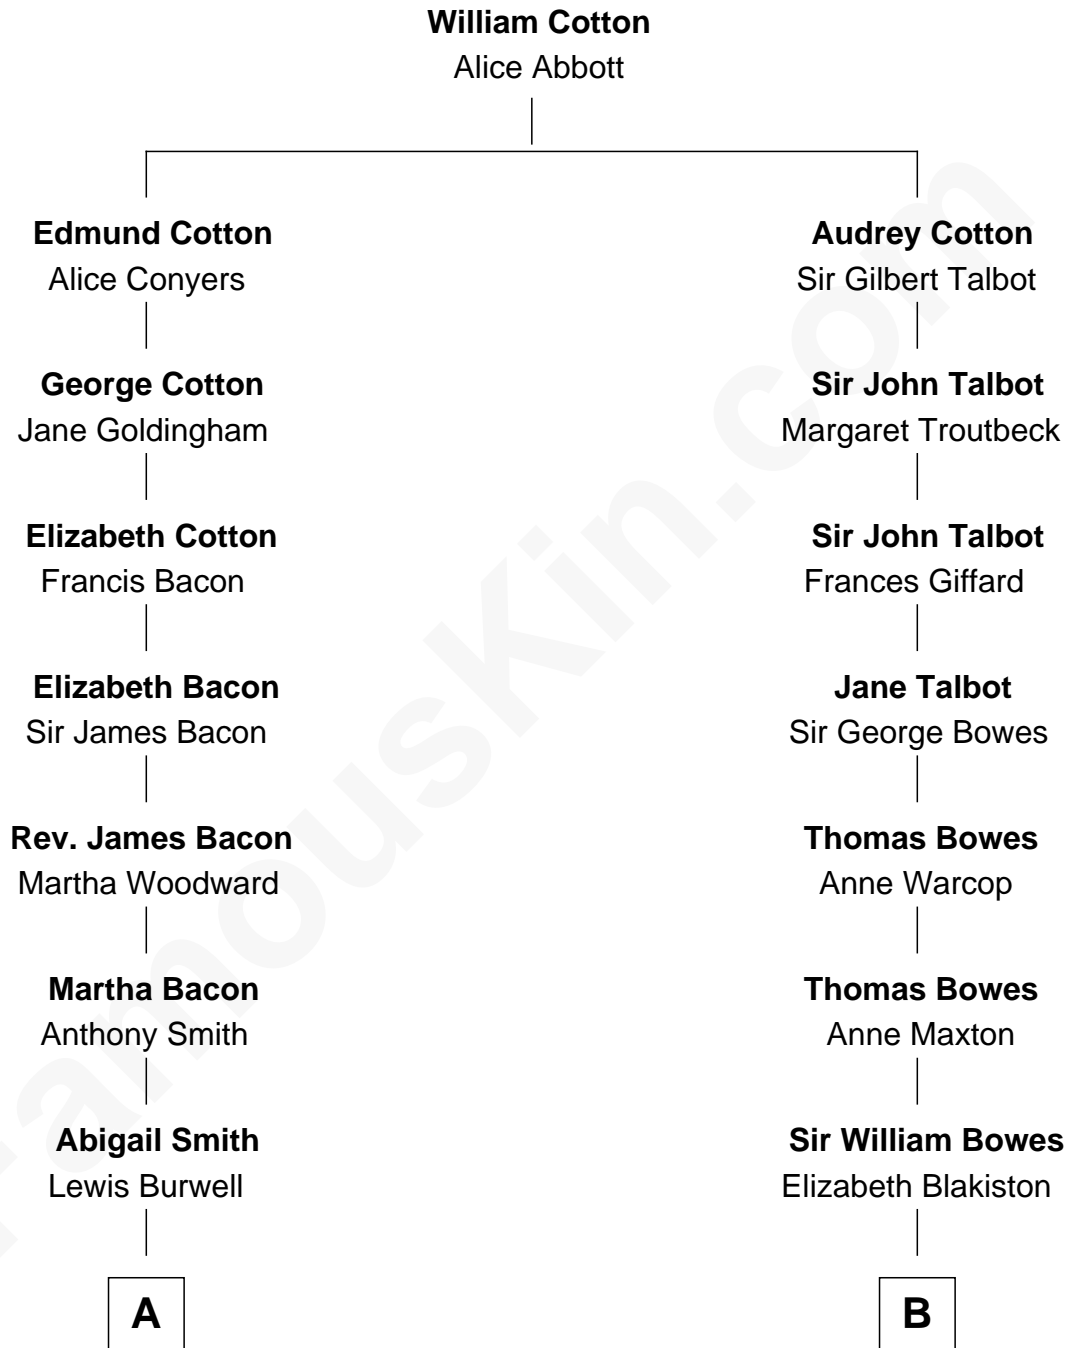 William Cotton
Alice Abbott
Edmund Cotton
Alice Conyers
Audrey Cotton
Sir Gilbert Talbot
George Cotton
Jane Goldingham
Sir John Talbot
Margaret Troutbeck
Elizabeth Cotton
Francis Bacon
Sir John Talbot
Frances Giffard
Elizabeth Bacon
Sir James Bacon
Jane Talbot
Sir George Bowes
Rev. James Bacon
Martha Woodward
Thomas Bowes
Anne Warcop
Martha Bacon
Anthony Smith
Thomas Bowes
Anne Maxton
Abigail Smith
Lewis Burwell
Sir William Bowes
Elizabeth Blakiston
A
B
FamousKin.com